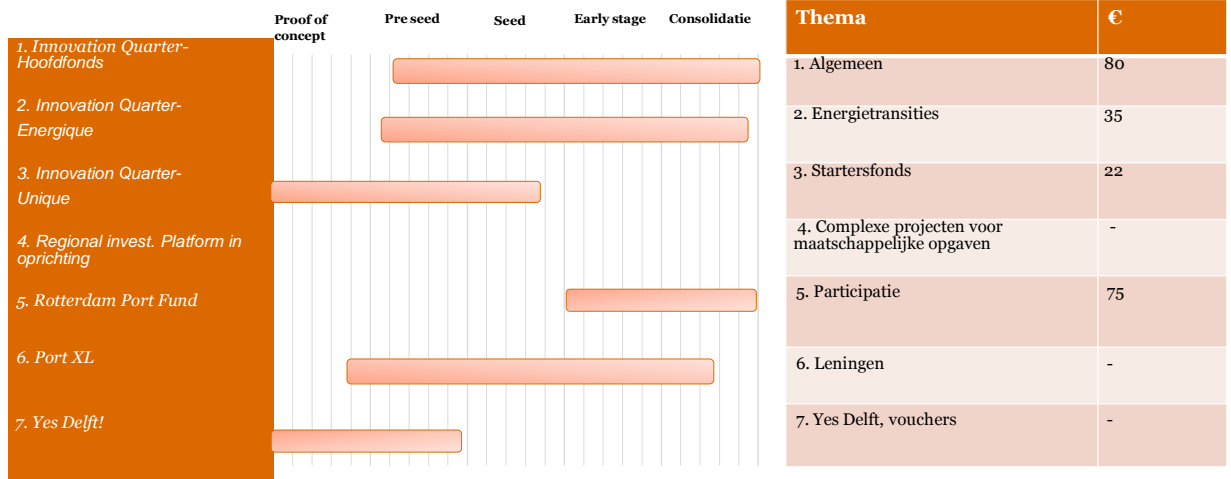 Proof of
concept
Pre seed
Seed
Early stage
Consolidatie
1. Innovation Quarter-
Hoofdfonds
2. Innovation Quarter-
Energique
3. Innovation Quarter-
Unique
4. Regional invest. Platform in
oprichting
5. Rotterdam Port Fund
6. Port XL
7. Yes Delft!
Thema €
1. Algemeen 80
2. Energietransities 35
3. Startersfonds 22
4. Complexe projecten voor
maatschappelijke opgaven -
5. Participatie 75
6. Leningen -
7. Yes Delft, vouchers -